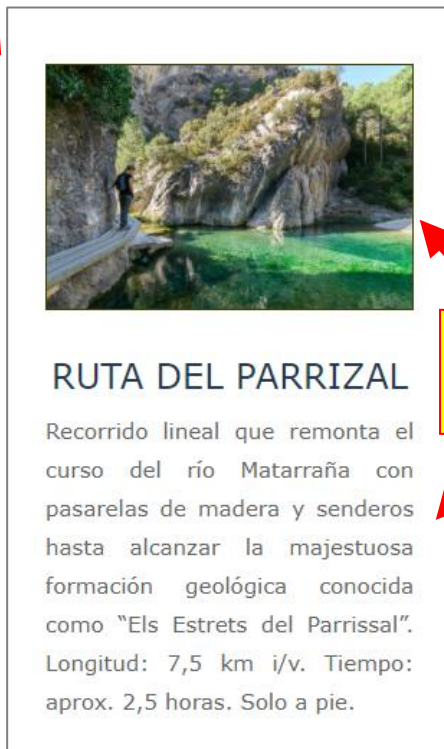 RUTA DEL PARRIZAL
Recorrido lineal que remonta el
curso del río Matarraña con
pasarelas de madera y senderos
hasta alcanzar la majestuosa
formación geológica conocida
como “Els Estrets del Parrissal”.
Longitud: 7,5 km i/v. Tiempo:
aprox. 2,5 horas. Solo a pie.